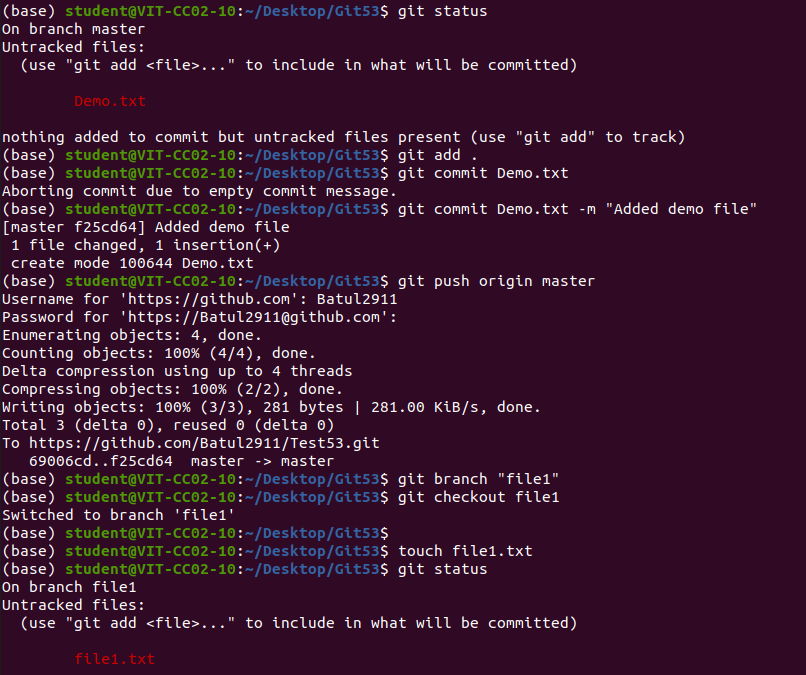 (base) student@VIT-CC02-10:~/Desktop/Git53$ git status
On branch master
Untracked files:
  (use "git add <file>..." to include in what will be committed)
        Demo.txt
nothing added to commit but untracked files present (use "git add" to track)
(base) student@VIT-CC02-10:~/Desktop/Git53$ git add .
(base) student@VIT-CC02-10:~/Desktop/Git53$ git commit Demo.txt
Aborting commit due to empty commit message.
(base) student@VIT-CC02-10:~/Desktop/Git53$ git commit Demo.txt -m "Added demo file"
[master f25cd64] Added demo file
 1 file changed, 1 insertion(+)
 create mode 100644 Demo.txt
(base) student@VIT-CC02-10:~/Desktop/Git53$ git push origin master
Username for 'https://github.com': Batul2911
Password for 'https://Batul2911@github.com':
Enumerating objects: 4, done.
Counting objects: 100% (4/4), done.
Delta compression using up to 4 threads
Compressing objects: 100% (2/2), done.
Writing objects: 100% (3/3), 281 bytes | 281.00 KiB/s, done.
Total 3 (delta 0), reused 0 (delta 0)
To https://github.com/Batul2911/Test53.git
   69006cd..f25cd64  master -> master
(base) student@VIT-CC02-10:~/Desktop/Git53$ git branch "file1"
(base) student@VIT-CC02-10:~/Desktop/Git53$ git checkout file1
Switched to branch 'file1'
(base) student@VIT-CC02-10:~/Desktop/Git53$
(base) student@VIT-CC02-10:~/Desktop/Git53$ touch file1.txt
(base) student@VIT-CC02-10:~/Desktop/Git53$ git status
On branch file1
Untracked files:
  (use "git add <file>..." to include in what will be committed)
        file1.txt